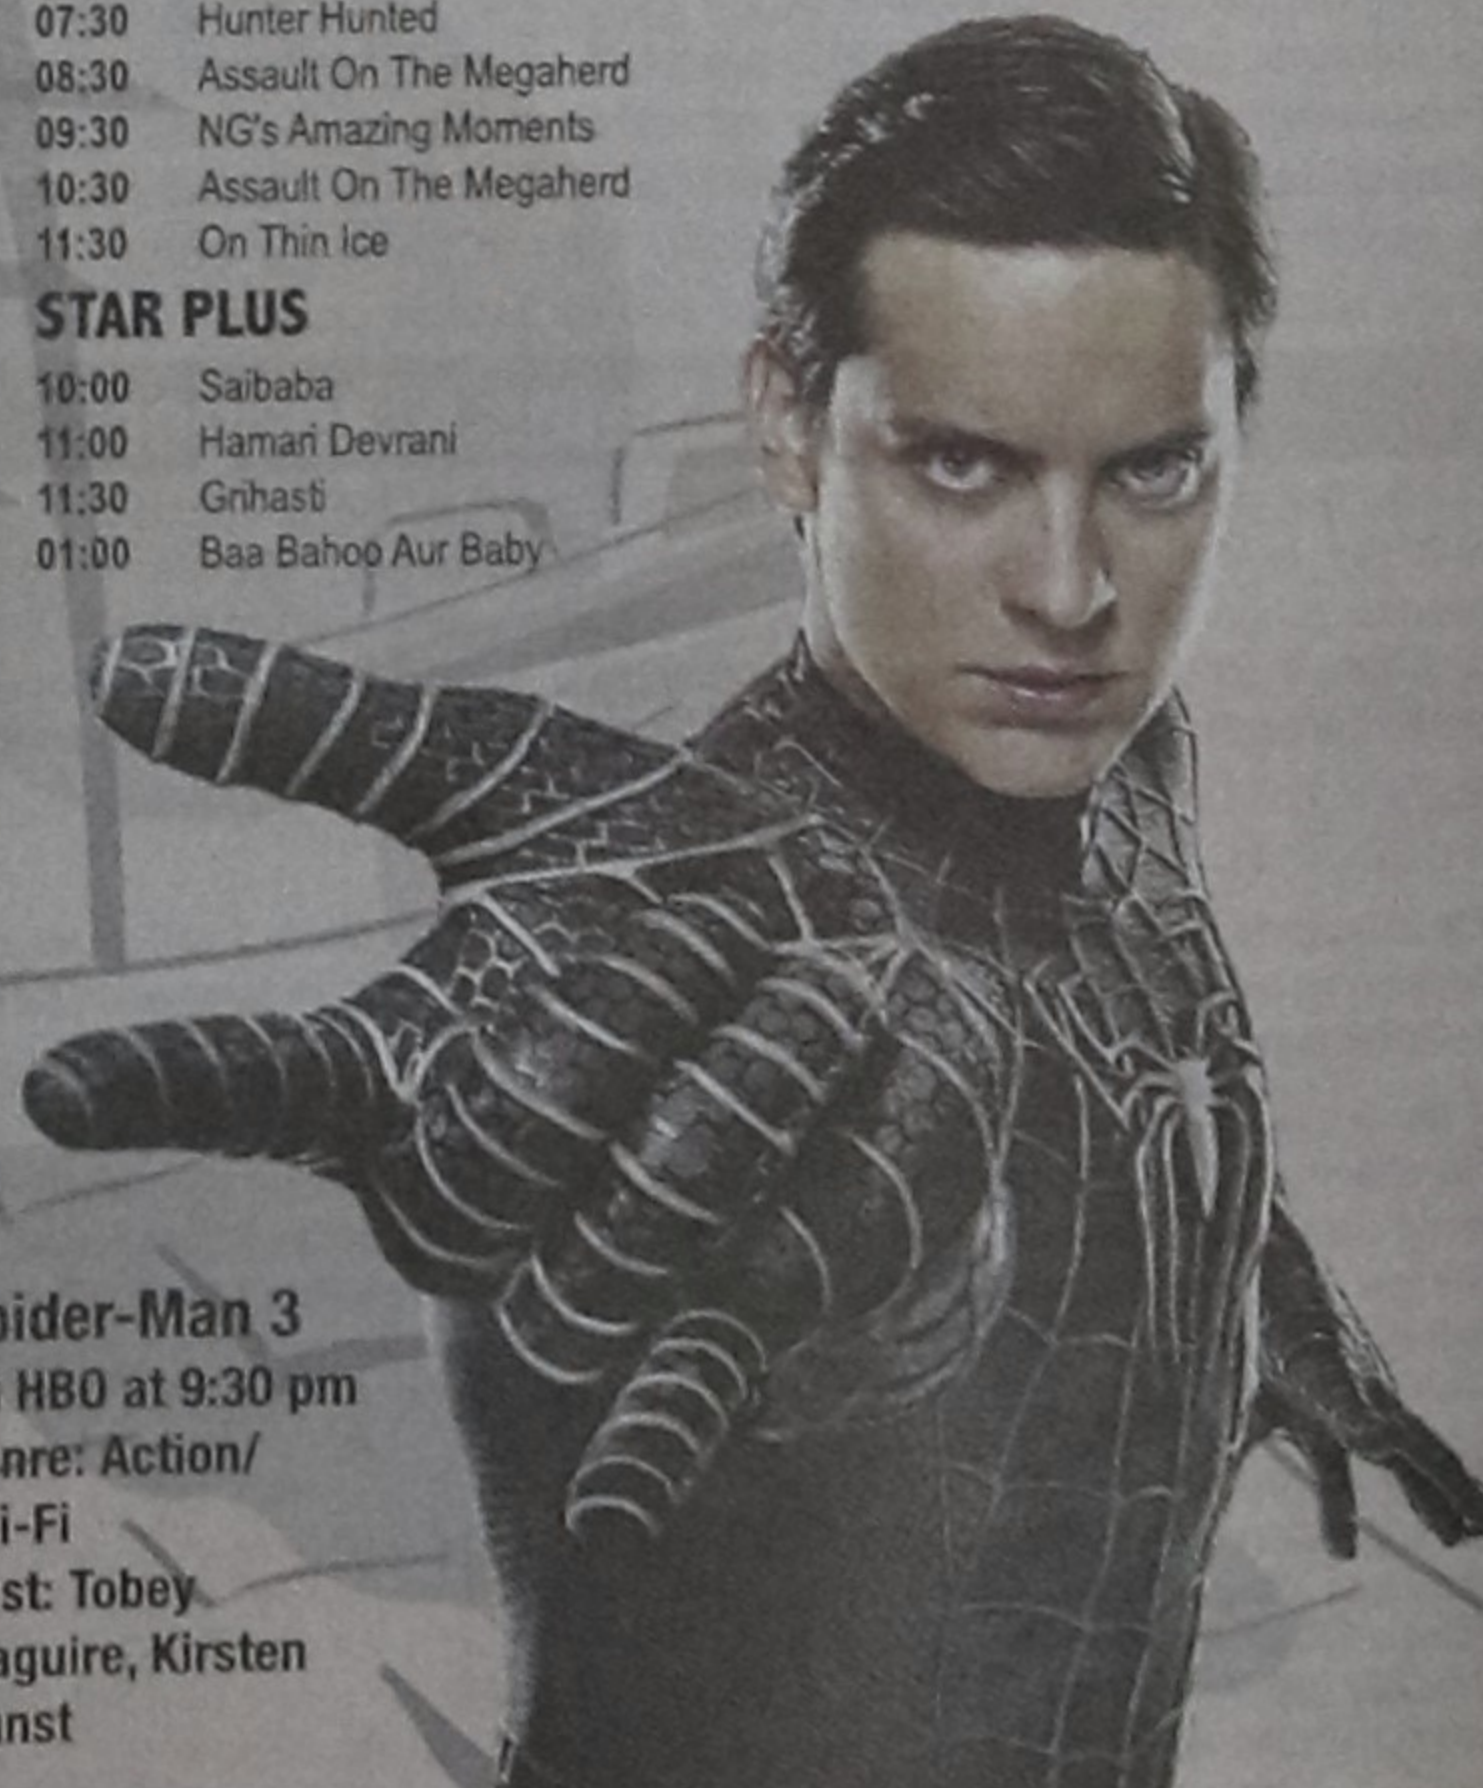 07:30 Hunter Hunted
08:30 Assault On The Megaherd
09:30 NG's Amazing Moments
10:30 Assault On The Megaherd
11:30 On Thin Ice
STAR PLUS
10:00 Saibaba
11:00 Hamari Devrani
11:30 Grihasti
01:00 Baa Bahoo Aur Baby
pider-Man 3
HBO at 9:30 pm
nre: Action/
i-Fi
st: Tobey
aguire, Kirsten
unst